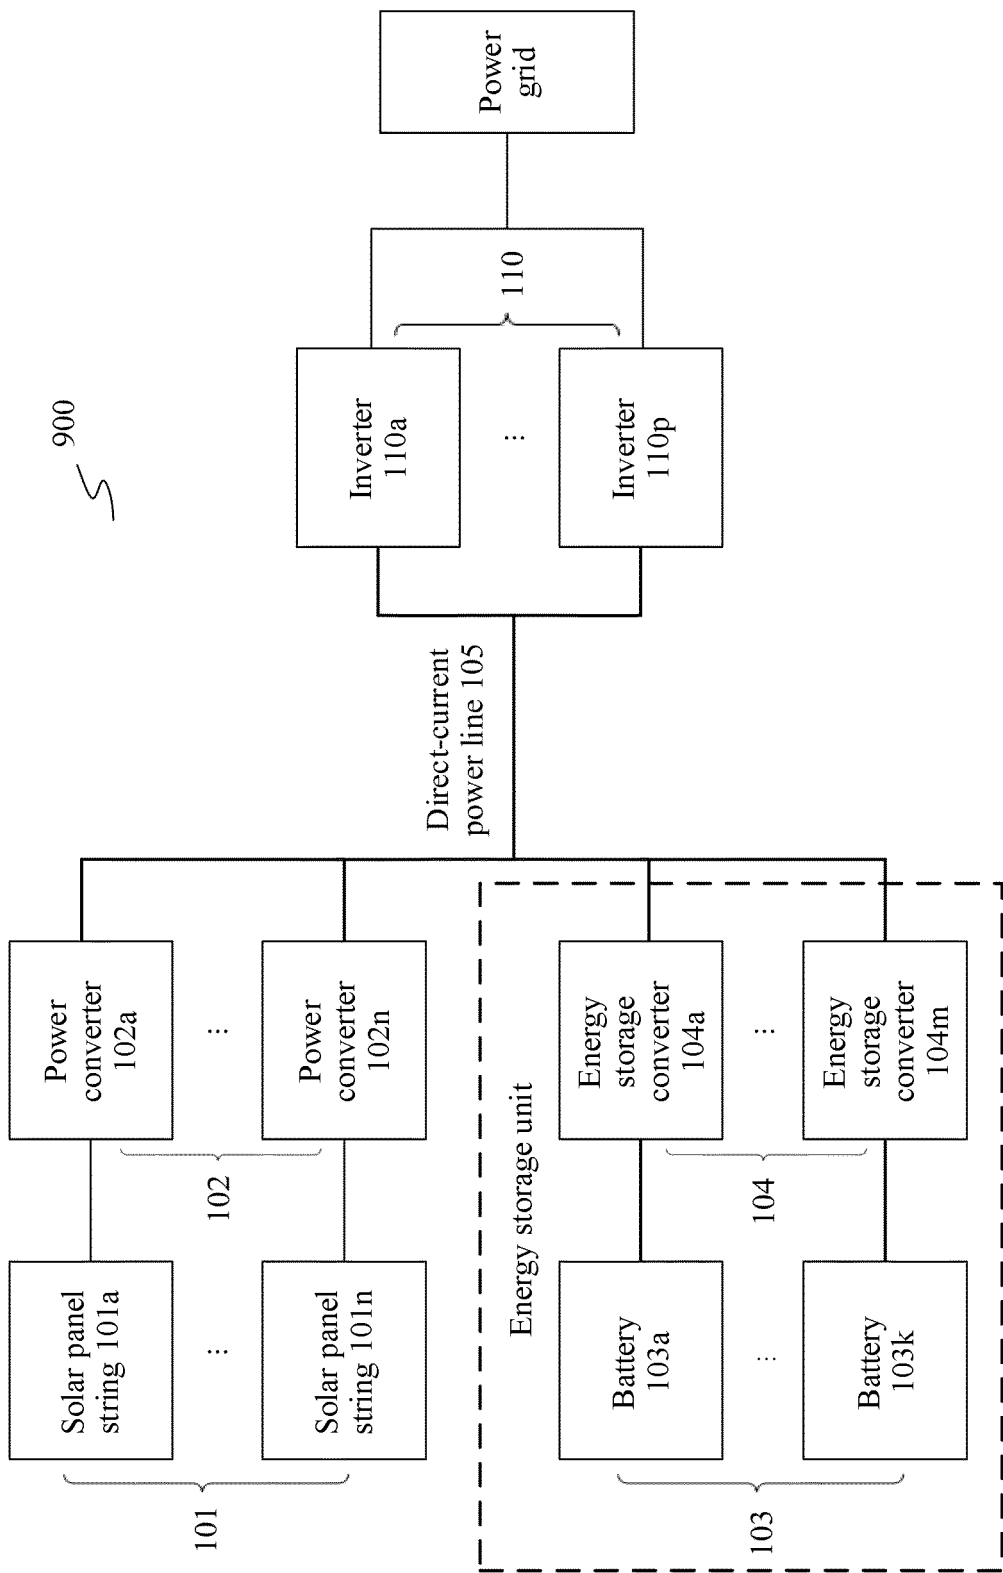 900
Solar panel
string 101a
⋮
Solar panel
string 101n
101
Power
converter
102a
⋮
Power
converter
102n
102
Energy storage unit
Battery
103a
⋮
Battery
103k
103
Energy
storage
converter
104a
⋮
Energy
storage
converter
104m
104
Direct-current
power line 105
Inverter
110a
⋮
Inverter
110p
110
Power
grid